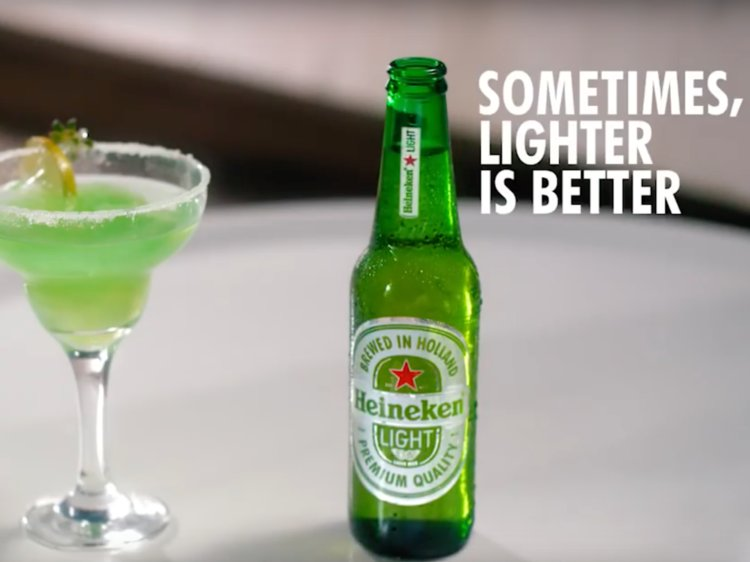 SOMETIMES,
LIGHTER
IS BETTER
Heineken LIGHT
BREWED IN HOLLAND
Heineken
LIGHT
PREMIUM QUALITY